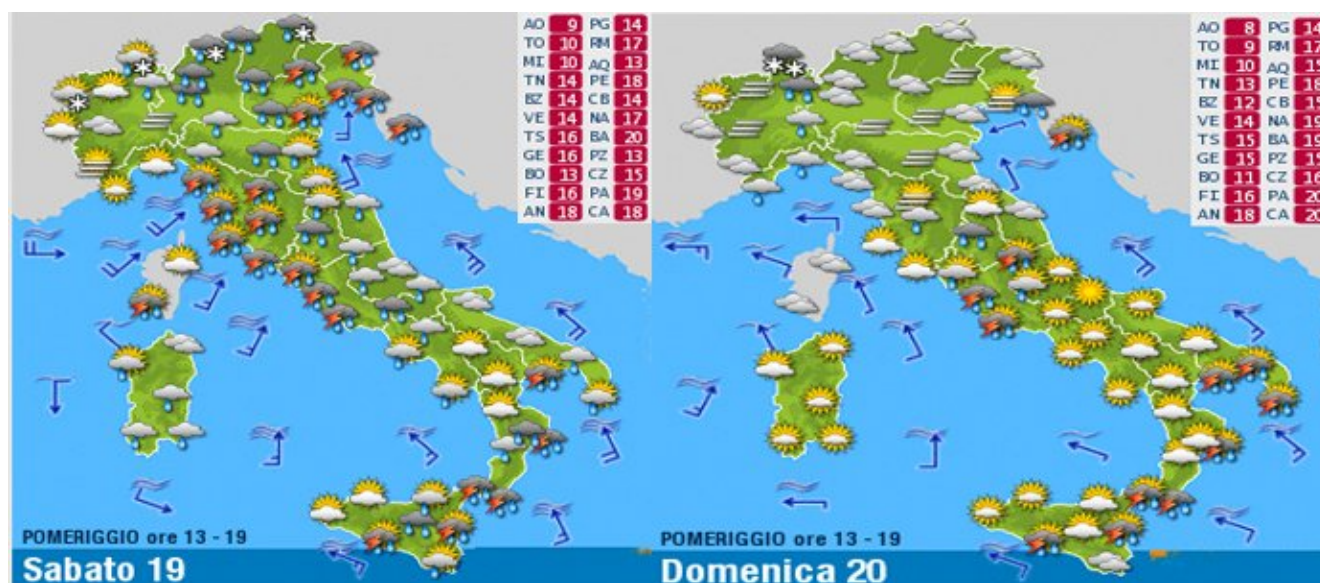 AO 9 PG 14
TO 10 RM 17
MI 10 AQ 13
TN 14 PE 18
BZ 14 CB 14
VE 14 NA 17
TS 16 BA 20
GE 16 PZ 13
BO 13 CZ 15
FI 16 PA 19
AN 18 CA 18
POMERIGGIO ore 13 - 19
Sabato 19
AO 8 PG 14
TO 9 RM 17
MI 10 AQ 15
TN 13 PE 18
BZ 12 CB 15
VE 14 NA 19
TS 15 BA 19
GE 15 PZ 15
BO 11 CZ 16
FI 16 PA 20
AN 18 CA 20
POMERIGGIO ore 13 - 19
Domenica 20